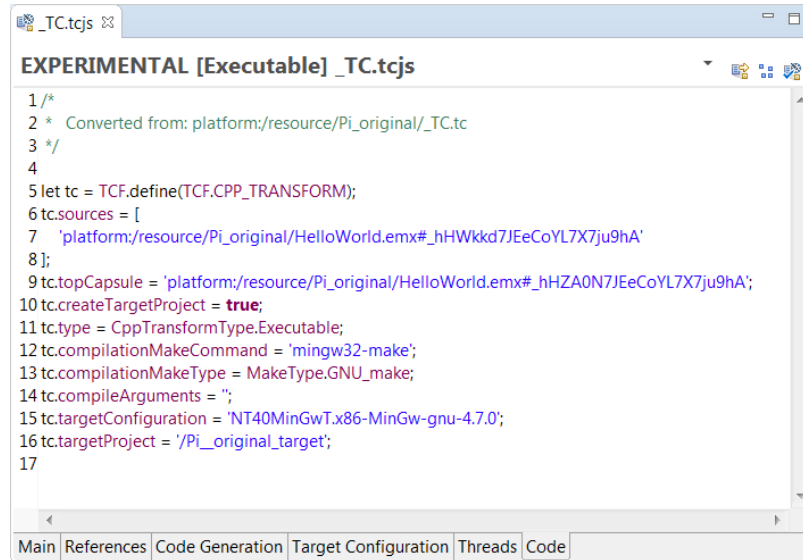 _TC.tcjs
EXPERIMENTAL [Executable] _TC.tcjs
1 /*
2 *   Converted from: platform:/resource/Pi_original/_TC.tc
3 */
4
5 let tc = TCF.define(TCF.CPP_TRANSFORM);
6 tc.sources = [
7    'platform:/resource/Pi_original/HelloWorld.emx#_hHWkkd7JEeCoYL7X7ju9hA'
8 ];
9 tc.topCapsule = 'platform:/resource/Pi_original/HelloWorld.emx#_hHZA0N7JEeCoYL7X7ju9hA';
10 tc.createTargetProject = true;
11 tc.type = CppTransformType.Executable;
12 tc.compilationMakeCommand = 'mingw32-make';
13 tc.compilationMakeType = MakeType.GNU_make;
14 tc.compileArguments = '';
15 tc.targetConfiguration = 'NT40MinGwT.x86-MinGw-gnu-4.7.0';
16 tc.targetProject = '/Pi__original_target';
17
Main References Code Generation Target Configuration Threads Code